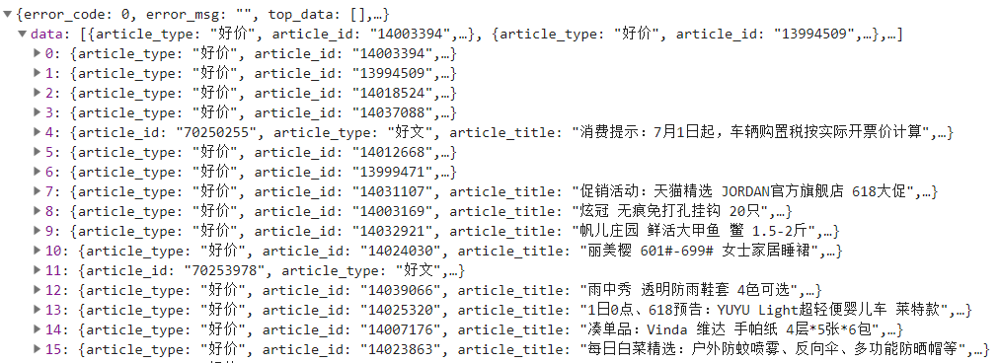 ▼{error_code: 0, error_msg: "", top_data: [],…}
▼data: [{article_type: "好价", article_id: "14003394",…}, {article_type: "好价", article_id: "13994509",…},…]
▶0: {article_type: "好价", article_id: "14003394",…}
▶1: {article_type: "好价", article_id: "13994509",…}
▶2: {article_type: "好价", article_id: "14018524",…}
▶3: {article_type: "好价", article_id: "14037088",…}
▶4: {article_id: "70250255", article_type: "好文", article_title: "消费提示：7月1日起，车辆购置税按实际开票价计算",…}
▶5: {article_type: "好价", article_id: "14012668",…}
▶6: {article_type: "好价", article_id: "13999471",…}
▶7: {article_type: "好价", article_id: "14031107", article_title: "促销活动：天猫精选 JORDAN官方旗舰店 618大促",…}
▶8: {article_type: "好价", article_id: "14003169", article_title: "炫冠 无痕免打孔挂钩 20只",…}
▶9: {article_type: "好价", article_id: "14032921", article_title: "帆儿庄园 鲜活大甲鱼 鳖 1.5-2斤",…}
▶10: {article_type: "好价", article_id: "14024030", article_title: "丽美樱 601#-699# 女士家居睡裙",…}
▶11: {article_id: "70253978", article_type: "好文",…}
▶12: {article_type: "好价", article_id: "14039066", article_title: "雨中秀 透明防雨鞋套 4色可选",…}
▶13: {article_type: "好价", article_id: "14025320", article_title: "1日0点、618预告：YUYU Light超轻便婴儿车 莱特款",…}
▶14: {article_type: "好价", article_id: "14007176", article_title: "凑单品：Vinda 维达 手帕纸 4层*5张*6包",…}
▶15: {article_type: "好价", article_id: "14023863", article_title: "每日白菜精选：户外防蚊喷雾、反向伞、多功能防晒帽等",…}